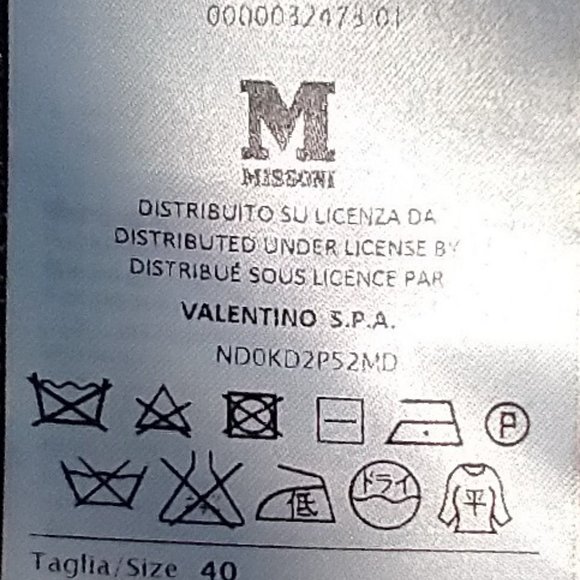 0000032473 01
M
MISSONI
DISTRIBUITO SU LICENZA DA
DISTRIBUTED UNDER LICENSE BY
DISTRIBUÉ SOUS LICENCE PAR
VALENTINO S.P.A.
ND0KD2P52MD
P
低 ドライ 平
Taglia/Size 40